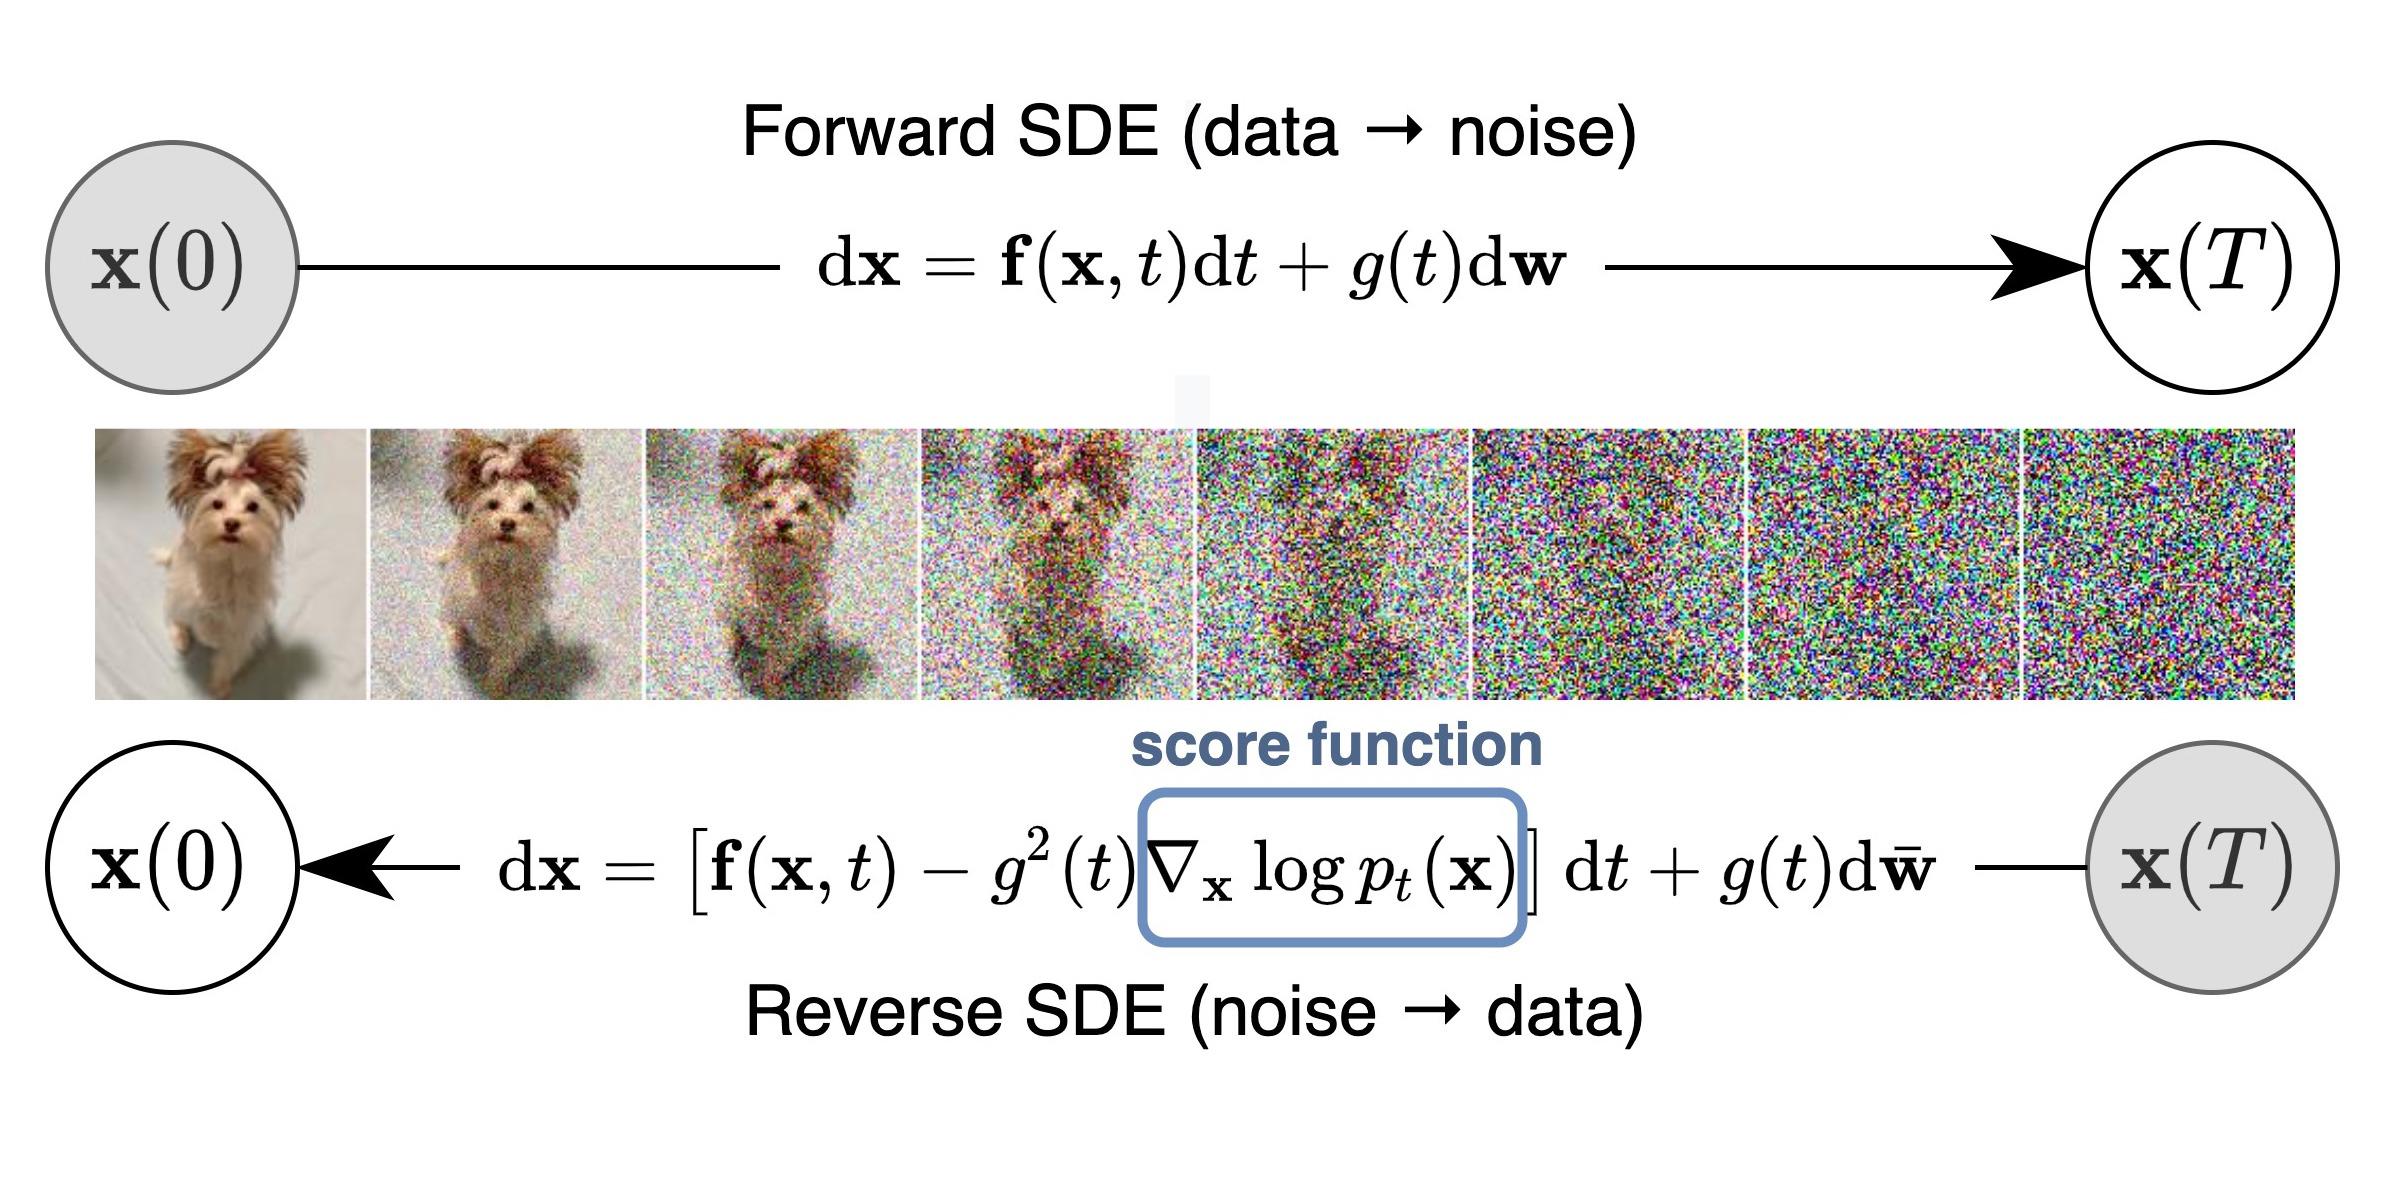 Forward SDE (data → noise)
x(0) dx = f(x, t)dt + g(t)dw x(T)
score function
x(0) dx = [f(x, t) − g²(t)∇ₓ log pₜ(x)] dt + g(t)dw̄ x(T)
Reverse SDE (noise → data)